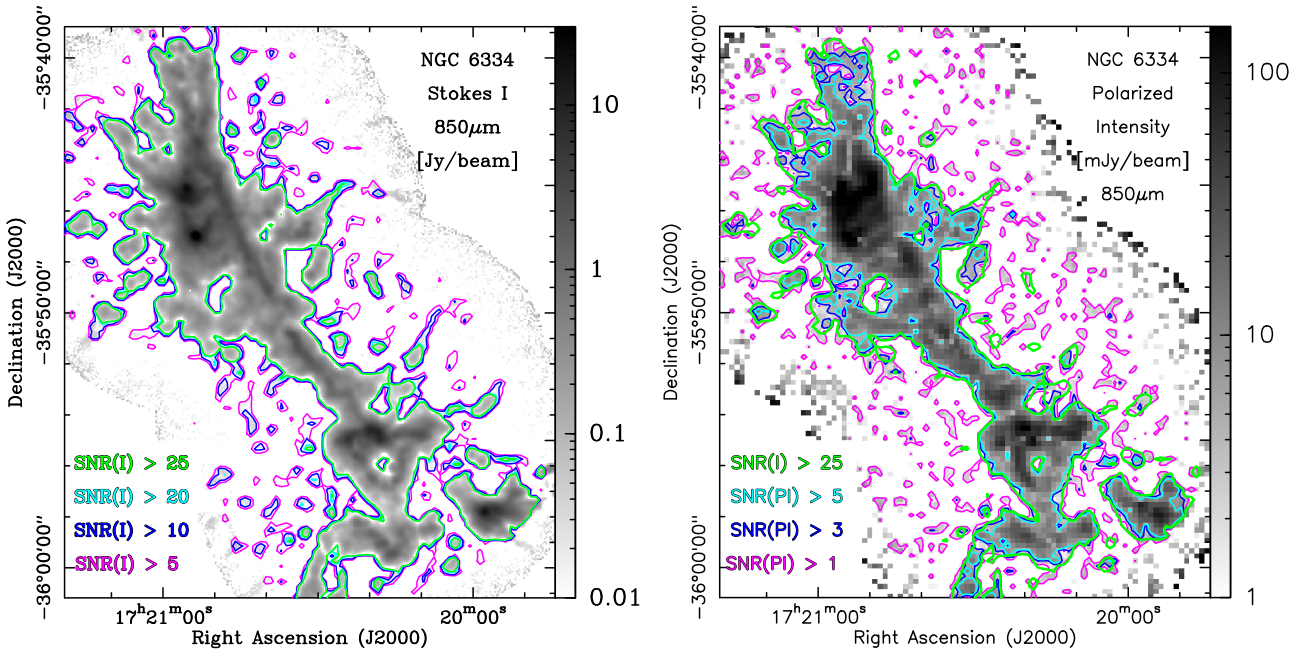 NGC 6334
Stokes I
850μm
[Jy/beam]
−35°40'00''
−35°50'00''
−36°00'00''
Declination (J2000)
SNR(I) > 25
SNR(I) > 20
SNR(I) > 10
SNR(I) > 5
17h21m00s
20m00s
Right Ascension (J2000)
10
1
0.1
0.01
NGC 6334
Polarized
Intensity
[mJy/beam]
850μm
−35°40'00''
−35°50'00''
−36°00'00''
Declination (J2000)
SNR(I) > 25
SNR(PI) > 5
SNR(PI) > 3
SNR(PI) > 1
17h21m00s
20m00s
Right Ascension (J2000)
100
10
1